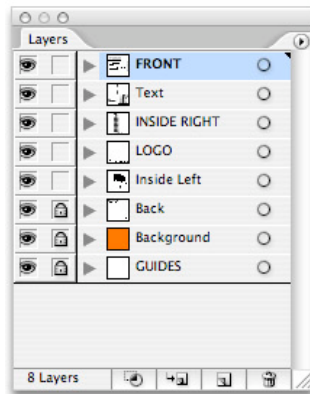 Layers
FRONT
Text
INSIDE RIGHT
LOGO
Inside Left
Back
Background
GUIDES
8 Layers